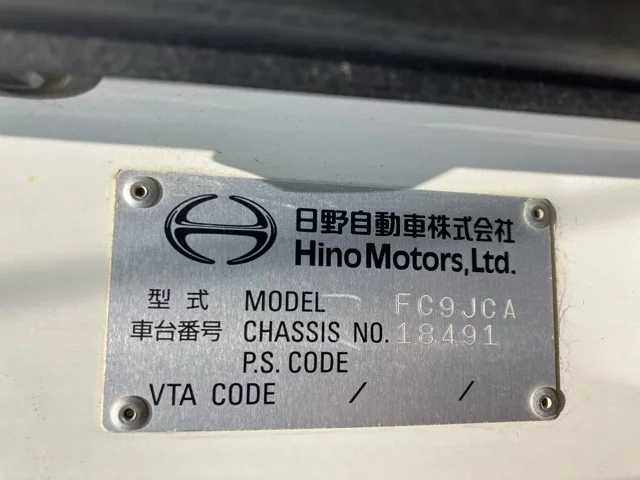 日野自動車株式会社
Hino Motors, Ltd.
型式 MODEL FC9JCA
車台番号 CHASSIS NO. 18491
P.S. CODE
VTA CODE / /